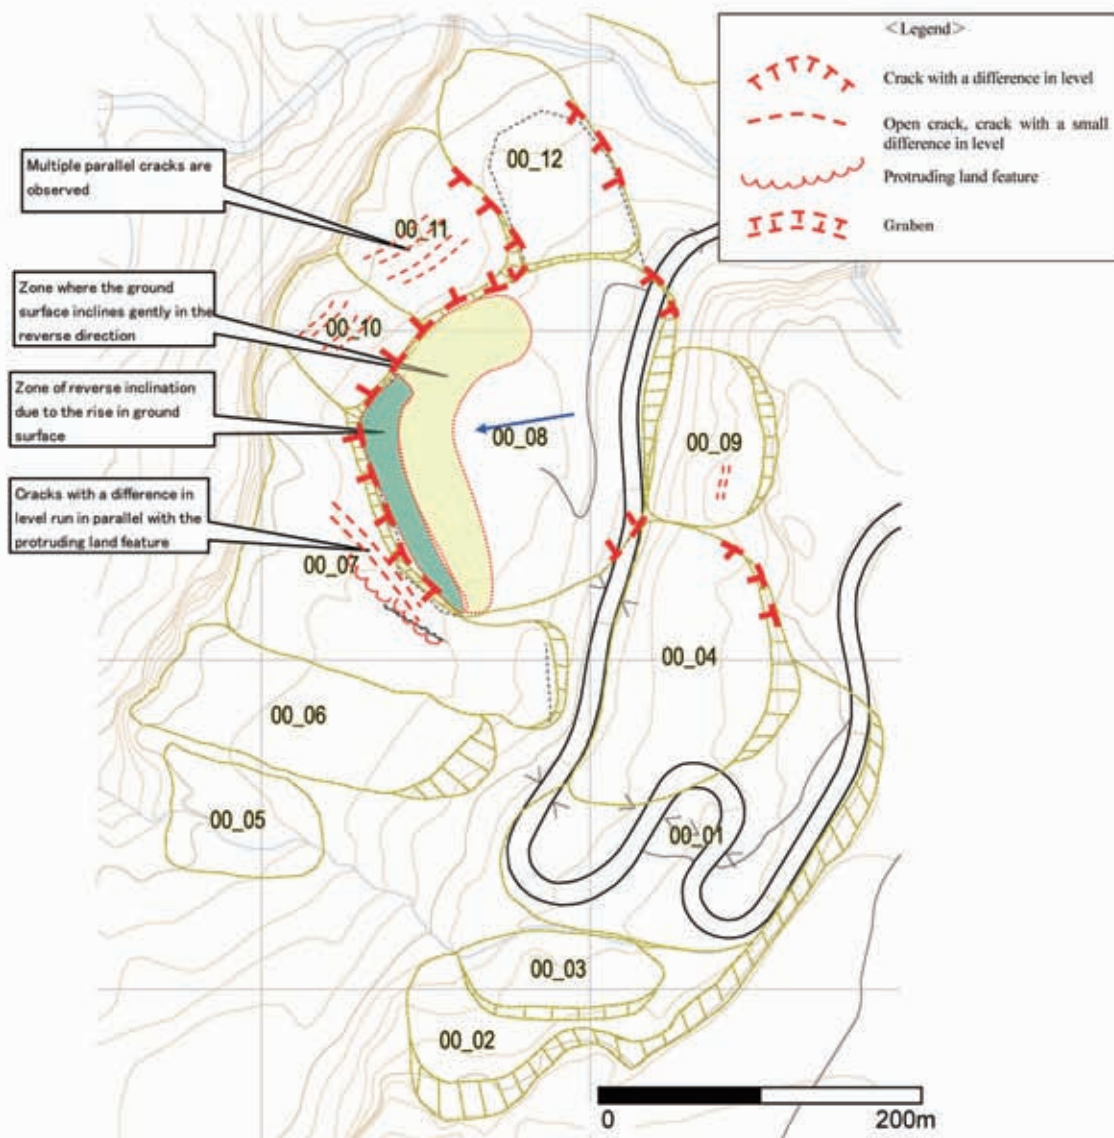 <Legend>
Crack with a difference in level
Open crack, crack with a small
difference in level
Protruding land feature
Graben
Multiple parallel cracks are
observed
Zone where the ground
surface inclines gently in the
reverse direction
Zone of reverse inclination
due to the rise in ground
surface
Cracks with a difference in
level run in parallel with the
protruding land feature
00_12
00_11
00_10
00_08
00_09
00_07
00_04
00_06
00_05
00_01
00_03
00_02
0
200m